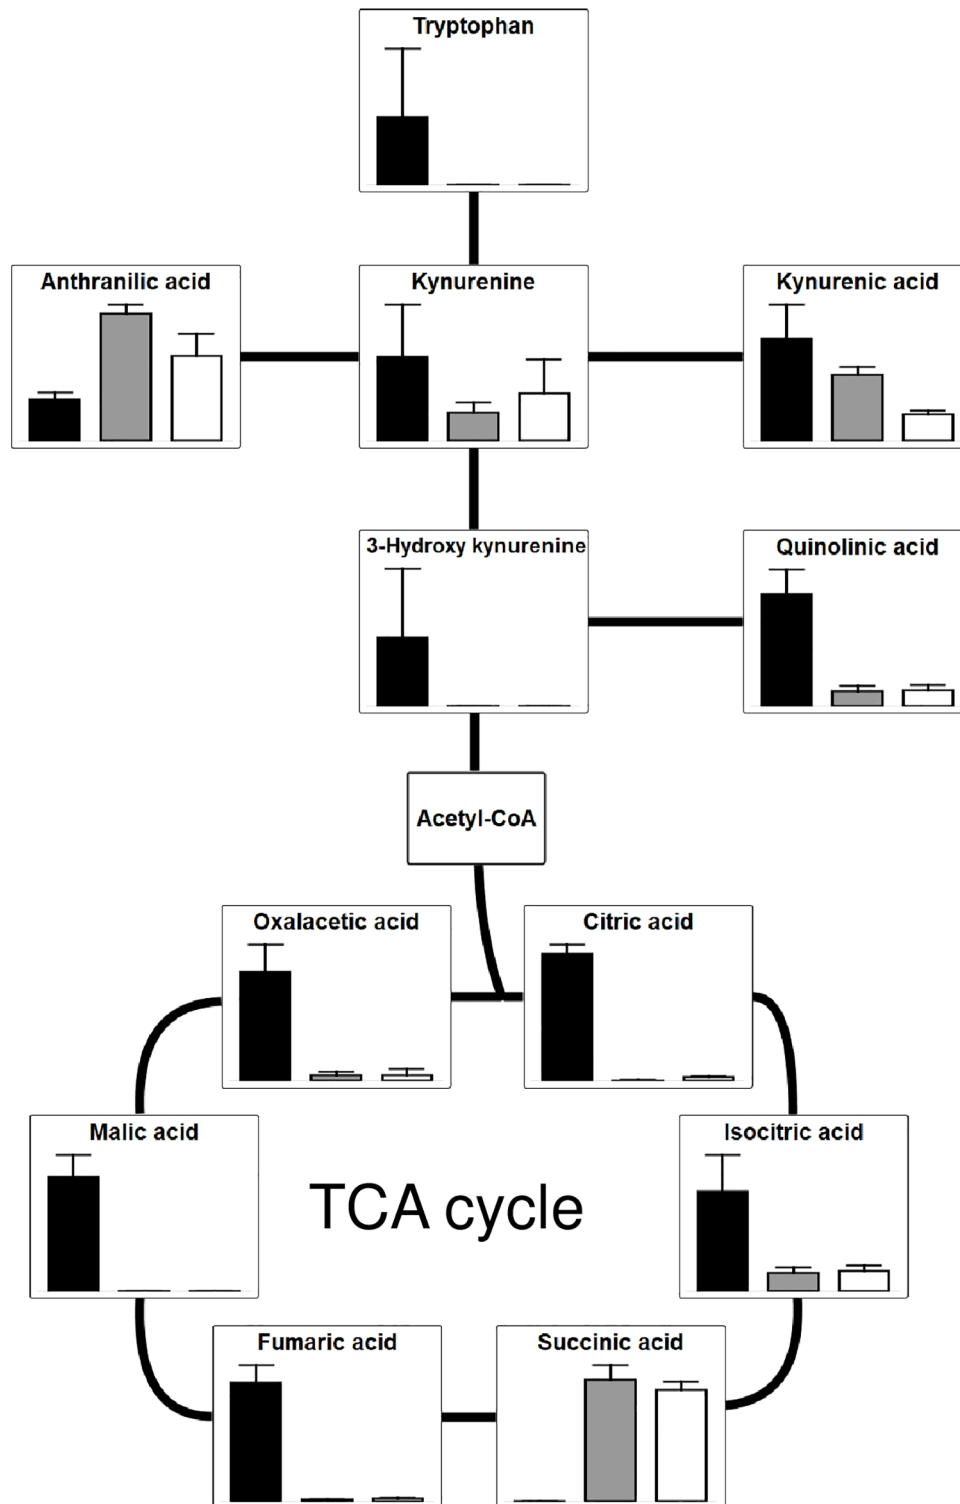 Tryptophan
Anthranilic acid
Kynurenine
Kynurenic acid
3-Hydroxy kynurenine
Quinolinic acid
Acetyl-CoA
Oxalacetic acid
Citric acid
Malic acid
TCA cycle
Isocitric acid
Fumaric acid
Succinic acid